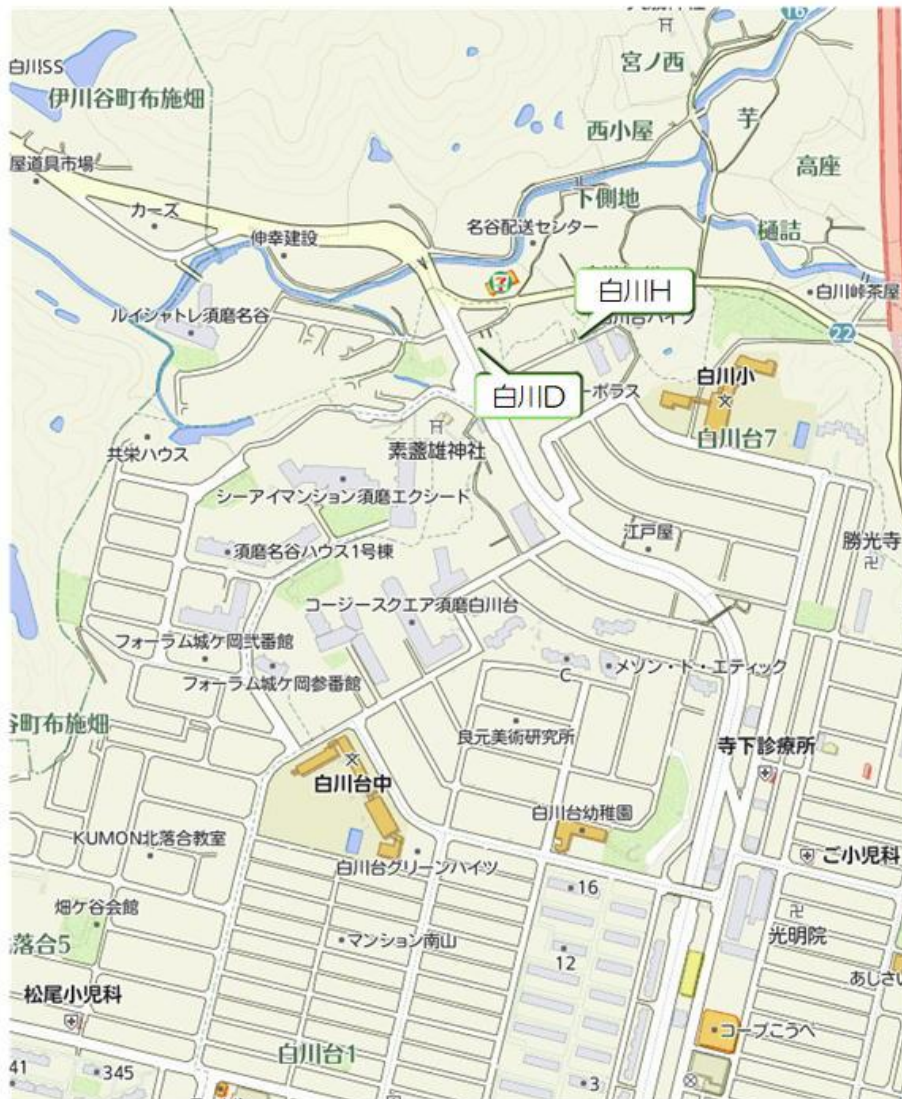 16
白川SS
宮ノ西
伊川谷町布施畑
芋
西小屋
屋道具市場
高座
下側地
カーズ
名谷配送センター
樋詰
伸幸建設
7
白川H
白川峠茶屋
ルイシャトレ須磨名谷
22
白川小
白川D
ーポラス
白川台7
素盞雄神社
共栄ハウス
シーアイマンション須磨エクシード
江戸屋
勝光寺
須磨名谷ハウス1号棟
コージースクエア須磨白川台
フォーラム城ケ岡弐番館
メゾン・ド・エティック
C
フォーラム城ケ岡参番館
谷町布施畑
良元美術研究所
寺下診療所
白川台中
白川台幼稚園
KUMON北落合教室
ご小児科
白川台グリーンハイツ
16
畑ケ谷会館
光明院
落合5
マンション南山
12
あじさい
松尾小児科
コープこうべ
白川台1
41
345
3